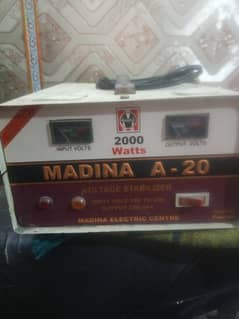 INPUT VOLTS
2000
Watts
OUTPUT VOLTS
MADINA A-20
VOLTAGE STABILIZER
MADINA ELECTRIC CENTRE